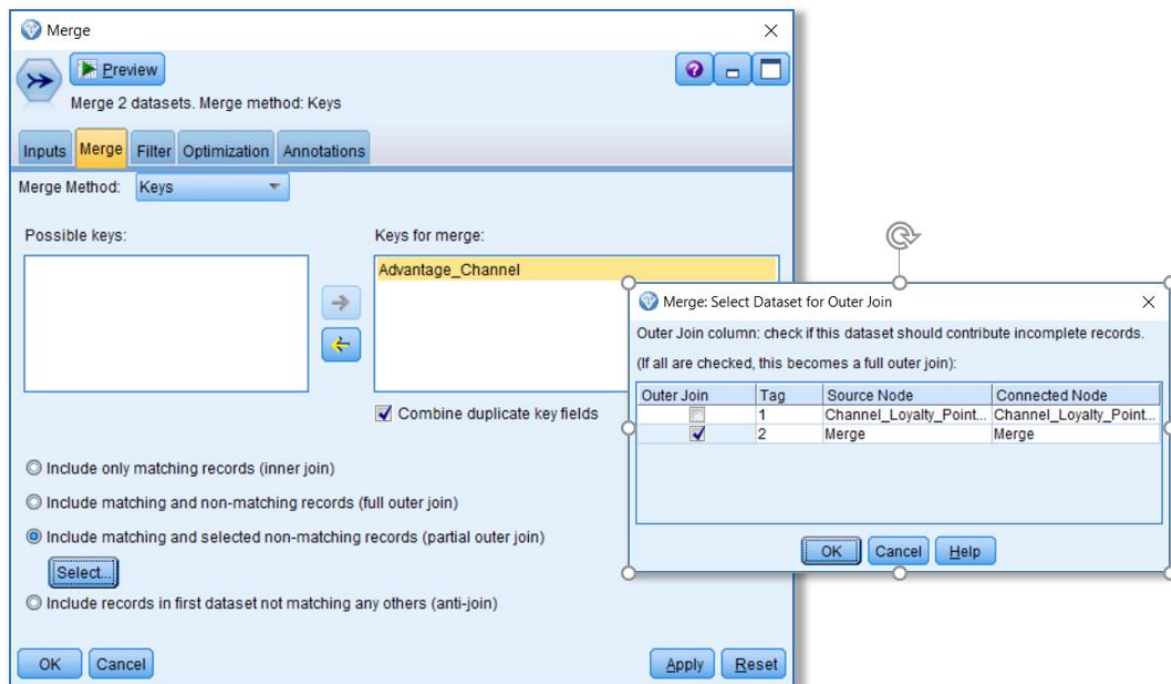 Merge
Preview
Merge 2 datasets. Merge method: Keys
Inputs Merge Filter Optimization Annotations
Merge Method: Keys
Possible keys:
Keys for merge:
Advantage_Channel
Combine duplicate key fields
Include only matching records (inner join)
Include matching and non-matching records (full outer join)
Include matching and selected non-matching records (partial outer join)
Select...
Include records in first dataset not matching any others (anti-join)
OK Cancel Apply Reset
Merge: Select Dataset for Outer Join
Outer Join column: check if this dataset should contribute incomplete records.
(If all are checked, this becomes a full outer join):
Outer Join Tag Source Node Connected Node
1 Channel_Loyalty_Point... Channel_Loyalty_Point...
2 Merge Merge
OK Cancel Help